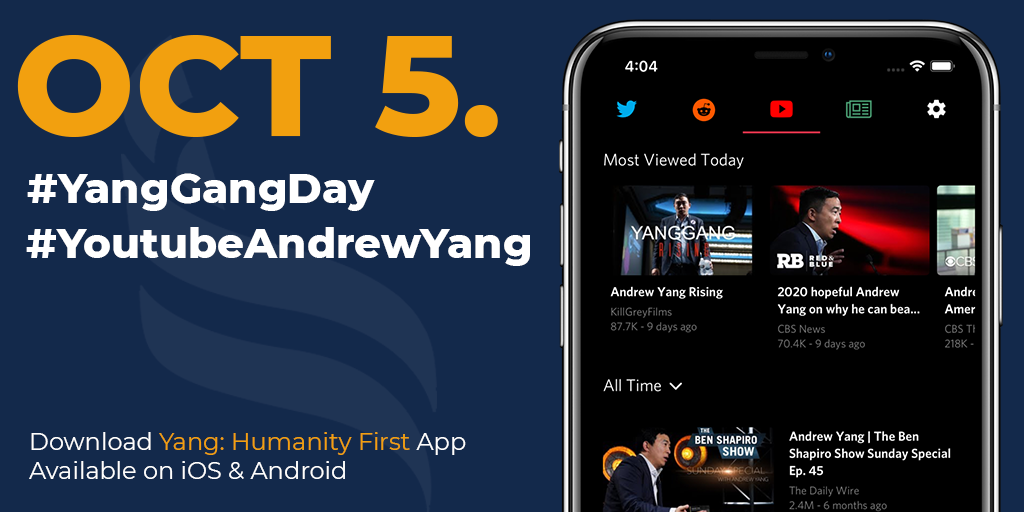 OCT 5.
#YangGangDay
#YoutubeAndrewYang
Download Yang: Humanity First App
Available on iOS & Android
4:04
Most Viewed Today
YANGGANG
RISING
Andrew Yang Rising
KillGreyFilms
87.7K - 9 days ago
RB RED&
BLUE
2020 hopeful Andrew
Yang on why he can bea...
CBS News
70.4K - 9 days ago
CBS
Andre
Amer
CBS Th
218K -
All Time
THE
BEN SHAPIRO
SHOW
SUNDAY SPECIAL
WITH ANDREW YANG
Andrew Yang | The Ben
Shapiro Show Sunday Special
Ep. 45
The Daily Wire
2.4M - 6 months ago